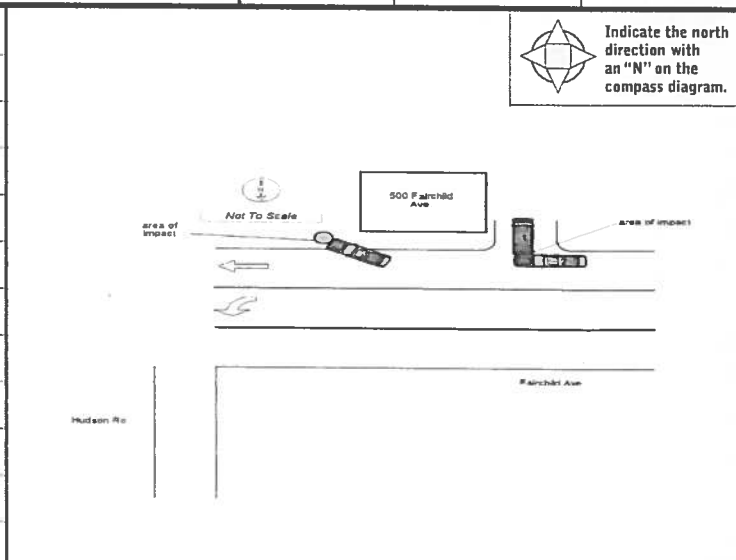 Indicate the north
direction with
an "N" on the
compass diagram.
500 Fairchild
Ave
Not To Scale
area of
impact
area of impact
Fairchild Ave
Hudson Rd